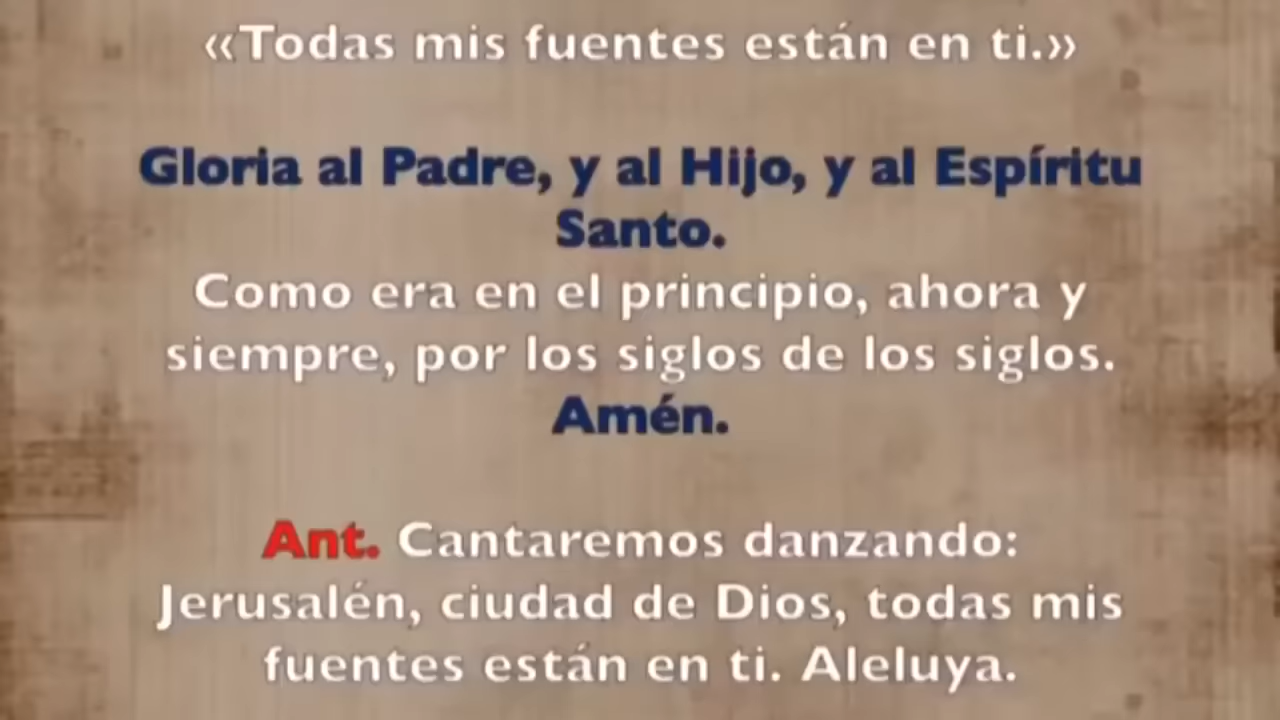 «Todas mis fuentes están en ti.»
Gloria al Padre, y al Hijo, y al Espíritu
Santo.
Como era en el principio, ahora y
siempre, por los siglos de los siglos.
Amén.
Ant. Cantaremos danzando:
Jerusalén, ciudad de Dios, todas mis
fuentes están en ti. Aleluya.